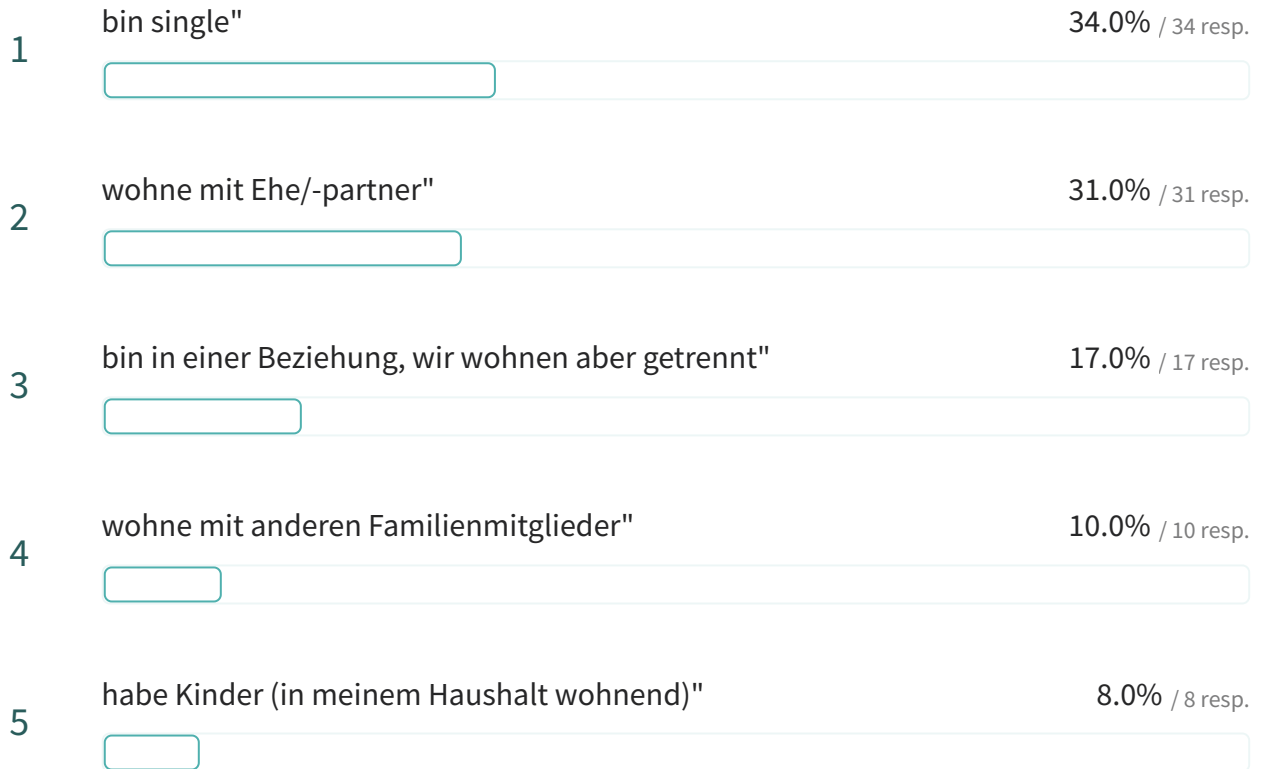 bin single" 34.0% / 34 resp.
1
wohne mit Ehe/-partner" 31.0% / 31 resp.
2
bin in einer Beziehung, wir wohnen aber getrennt" 17.0% / 17 resp.
3
wohne mit anderen Familienmitglieder" 10.0% / 10 resp.
4
habe Kinder (in meinem Haushalt wohnend)" 8.0% / 8 resp.
5